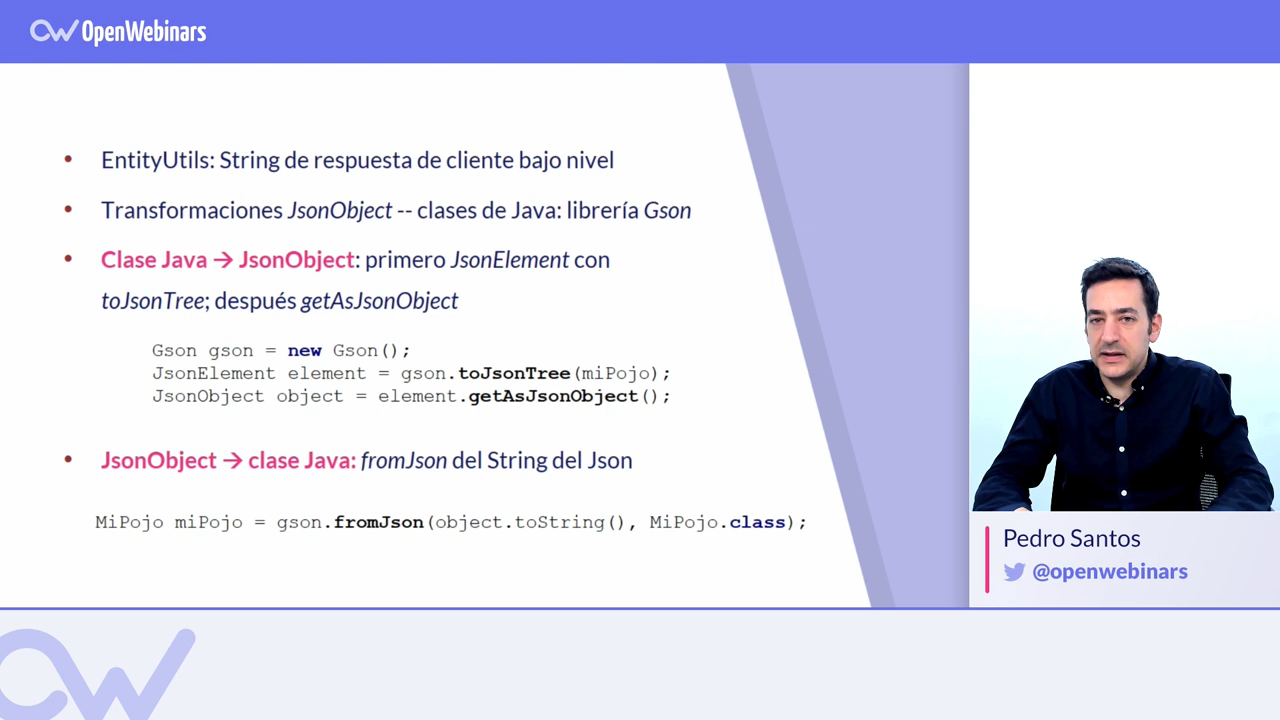 OpenWebinars
• EntityUtils: String de respuesta de cliente bajo nivel
• Transformaciones JsonObject -- clases de Java: librería Gson
• Clase Java → JsonObject: primero JsonElement con
toJsonTree; después getAsJsonObject
Gson gson = new Gson();
JsonElement element = gson.toJsonTree(miPojo);
JsonObject object = element.getAsJsonObject();
• JsonObject → clase Java: fromJson del String del Json
MiPojo miPojo = gson.fromJson(object.toString(), MiPojo.class);
Pedro Santos
@openwebinars